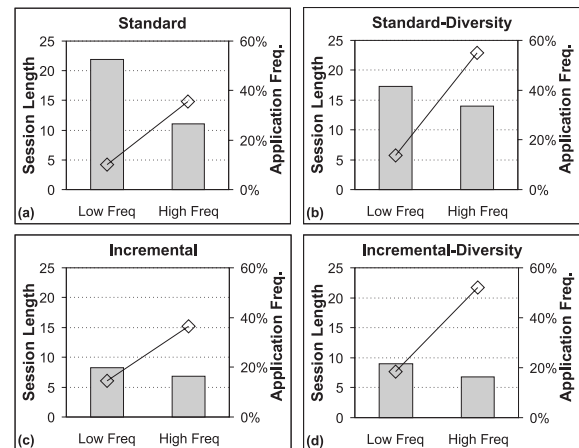 Standard
25
20
15
10
5
0
Session Length
60%
40%
20%
0%
Application Freq.
Low Freq High Freq
(a)
Standard-Diversity
25
20
15
10
5
0
Session Length
60%
40%
20%
0%
Application Freq.
Low Freq High Freq
(b)
Incremental
25
20
15
10
5
0
Session Length
60%
40%
20%
0%
Application Freq.
Low Freq High Freq
(c)
Incremental-Diversity
25
20
15
10
5
0
Session Length
60%
40%
20%
0%
Application Freq.
Low Freq High Freq
(d)